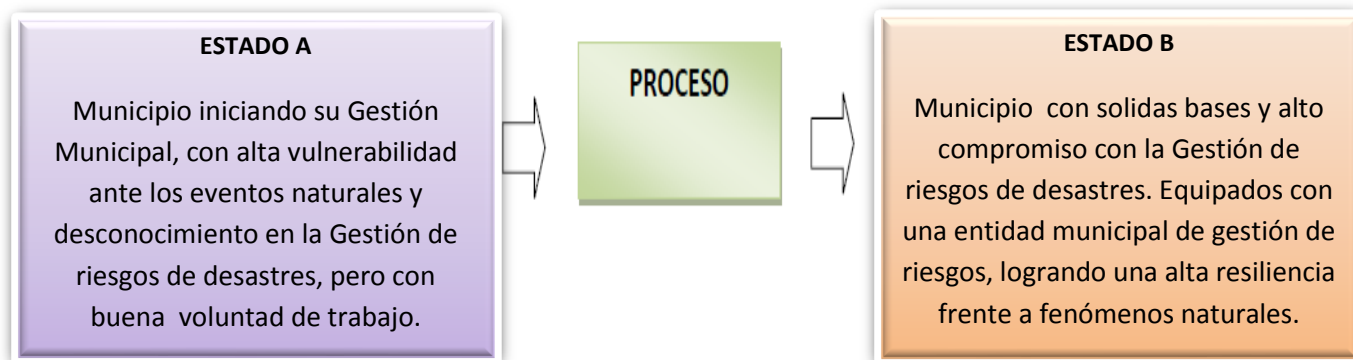 ESTADO A
Municipio iniciando su Gestión
Municipal, con alta vulnerabilidad
ante los eventos naturales y
desconocimiento en la Gestión de
riesgos de desastres, pero con
buena voluntad de trabajo.
PROCESO
ESTADO B
Municipio con solidas bases y alto
compromiso con la Gestión de
riesgos de desastres. Equipados con
una entidad municipal de gestión de
riesgos, logrando una alta resiliencia
frente a fenómenos naturales.